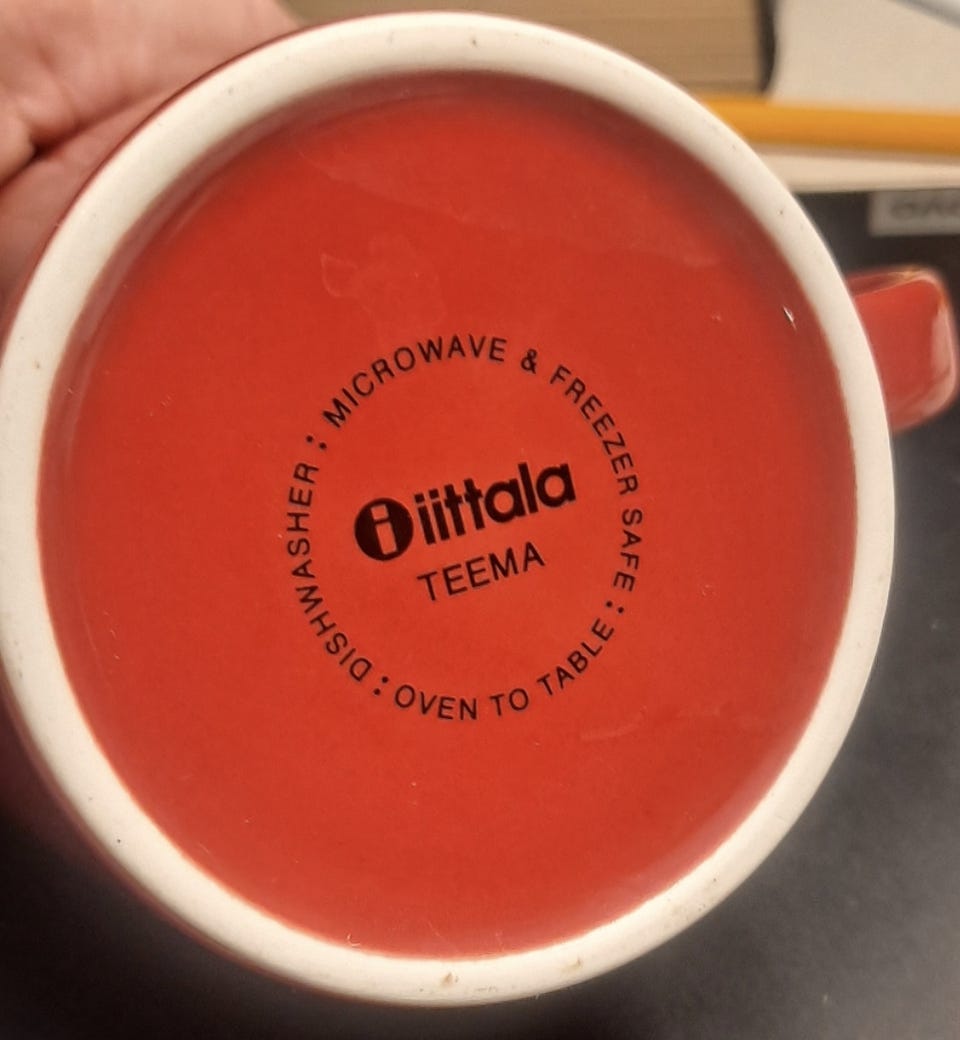 DISHWASHER : MICROWAVE & FREEZER SAFE : OVEN TO TABLE :
i iittala
TEEMA